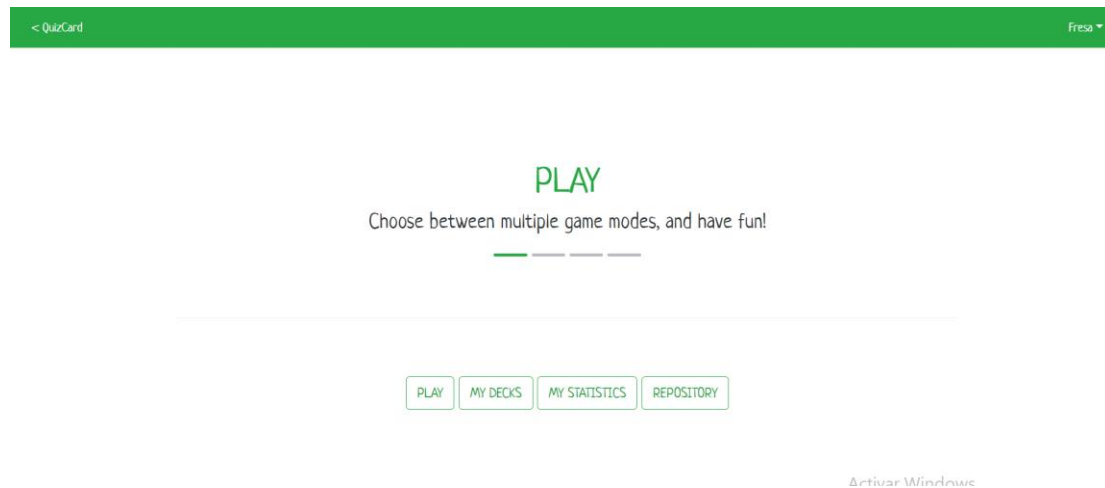 < QuizCard
Fresa
PLAY
Choose between multiple game modes, and have fun!
PLAY
MY DECKS
MY STATISTICS
REPOSITORY
Activar Windows